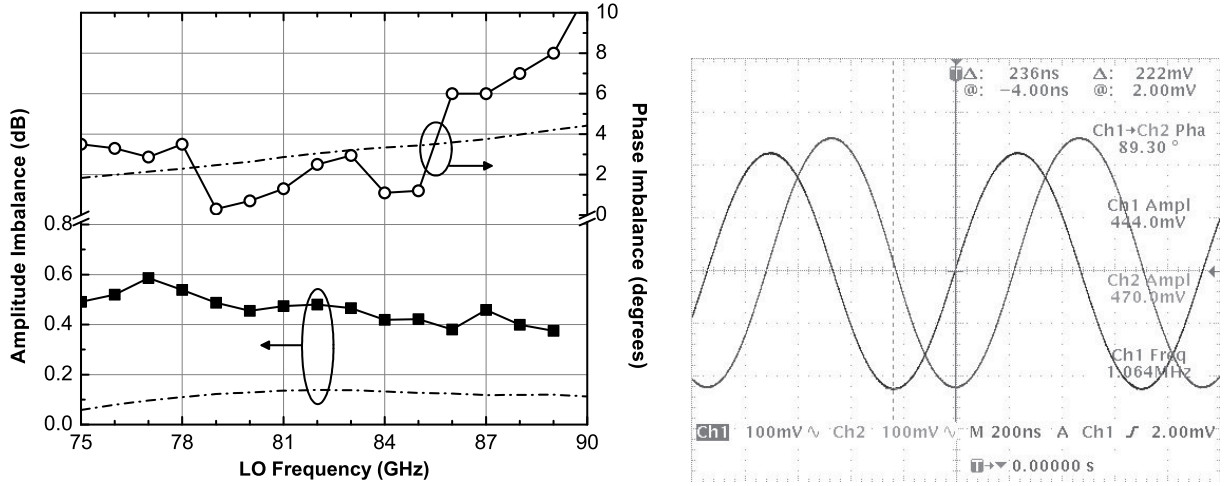 10
8
6
4
2
0
Phase Imbalance (degrees)
Amplitude Imbalance (dB)
0.8
0.6
0.4
0.2
0.0
75 78 81 84 87 90
LO Frequency (GHz)
T Δ: 236ns Δ: 222mV
@: −4.00ns @: 2.00mV
Ch1→Ch2 Pha
89.30 °
Ch1 Ampl
444.0mV
Ch2 Ampl
470.0mV
Ch1 Freq
1.064MHz
Ch1 100mV Ch2 100mV M 200ns A Ch1 2.00mV
T 0.00000 s